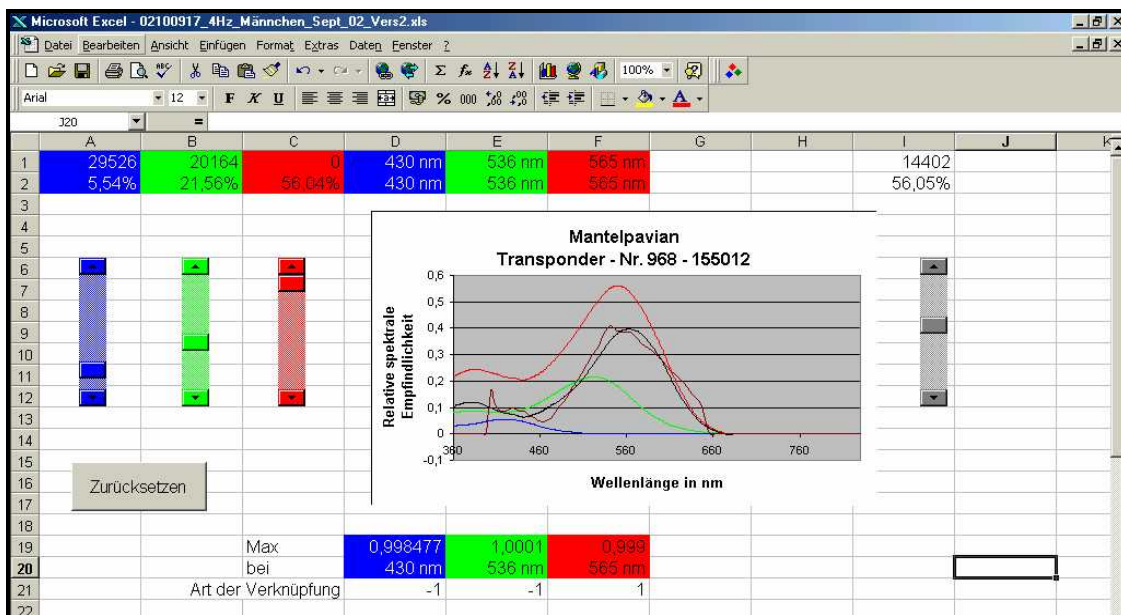 Microsoft Excel - 02100917_4Hz_Männchen_Sept_02_Vers2.xls
Datei Bearbeiten Ansicht Einfügen Format Extras Daten Fenster ?
100%
Arial 12 F K U % 000
J20 =
A B C D E F G H I J K
1 29526 20164 0 430 nm 536 nm 565 nm 14402
2 5,54% 21,56% 56,04% 430 nm 536 nm 565 nm 56,05%
3
4
5
6
7
8
9
10
11
12
13
14
15
16
17
18
Mantelpavian
Transponder - Nr. 968 - 155012
Relative spektrale
Empfindlichkeit
0,6
0,5
0,4
0,3
0,2
0,1
0
-0,1
360 460 560 660 760
Wellenlänge in nm
Zurücksetzen
19 Max 0,998477 1,0001 0,999
20 bei 430 nm 536 nm 565 nm
21 Art der Verknüpfung -1 -1 1
22